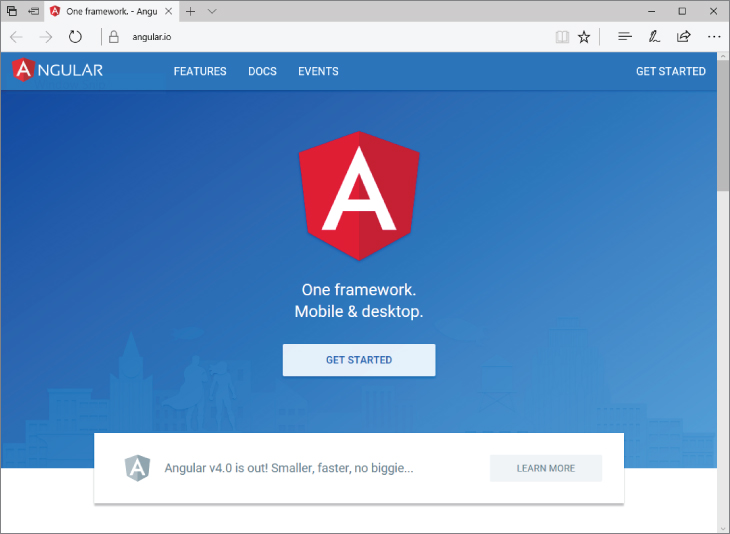 One framework. - Angu
angular.io
ANGULAR
FEATURES
DOCS
EVENTS
GET STARTED
A
One framework.
Mobile & desktop.
GET STARTED
Angular v4.0 is out! Smaller, faster, no biggie...
LEARN MORE